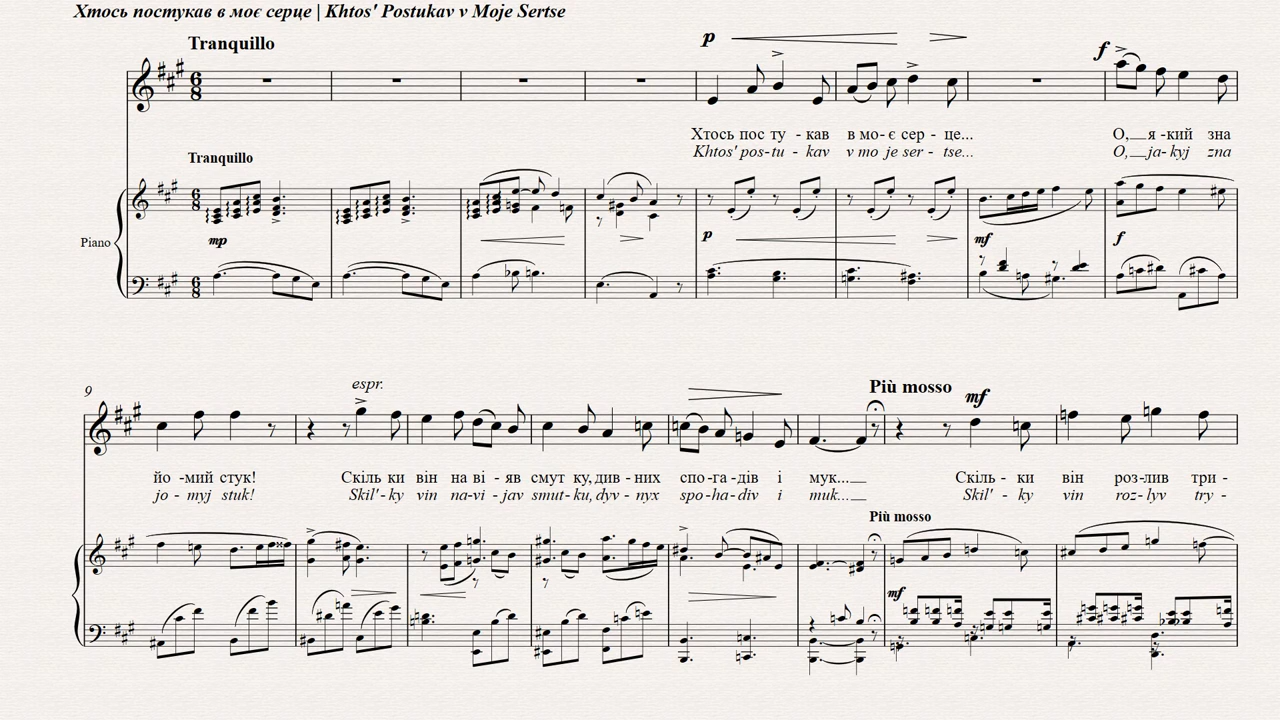 Хтось постукав в моє серце | Khtos' Postukav v Moje Sertse
Tranquillo
p
f
Хтось пос ту - кав в мо - є сер - це... О,__ я -кий зна
Khtos' pos-tu - kav v mo je ser - tse... O,__ ja-kyj zna
Tranquillo
Piano
mp
p
mf
f
9
espr.
Più mosso
mf
йо -мий стук! Скіль ки він на ві - яв смут ку, див - них спо-га-дів і мук...__ Скіль - ки він роз-лив три -
jo - myj stuk! Skil'-ky vin na-vi-jav smut-ku, dyv - nyx spo-ha-div i muk...__ Skil' - ky vin roz-lyv try -
Più mosso
mf